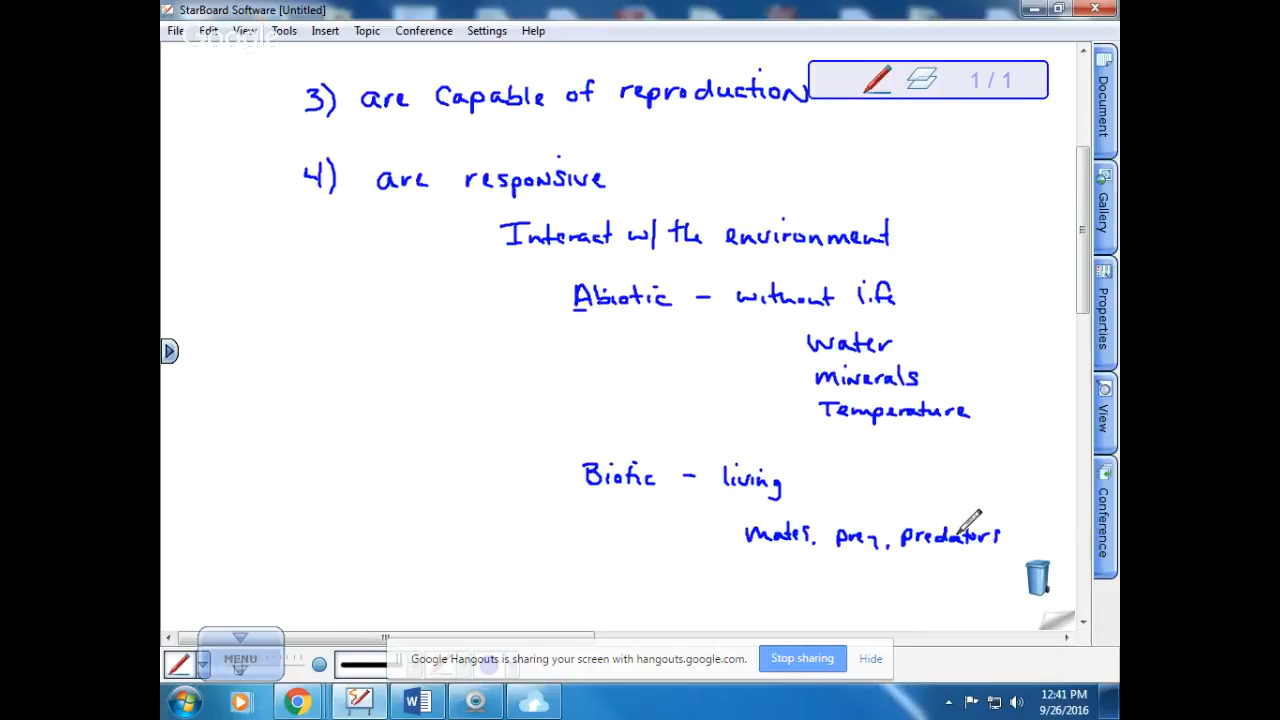 StarBoard Software [Untitled]
File Edit View Tools Insert Topic Conference Settings Help
Google
3) are capable of reproduction
1 / 1
4) are responsive
Interact w/ the environment
Abiotic - without life
Water
Minerals
Temperature
Biotic - living
mates, prey, predators
Document
Gallery
Properties
View
Conference
MENU
Google Hangouts is sharing your screen with hangouts.google.com.
Stop sharing
Hide
12:41 PM
9/26/2016